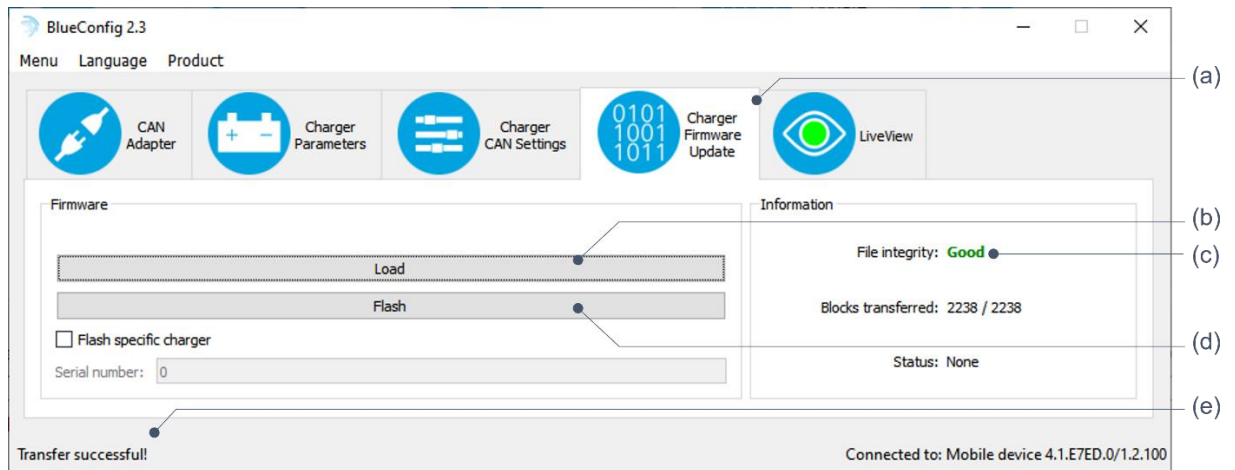 BlueConfig 2.3
Menu Language Product
(a)
CAN
Adapter
Charger
Parameters
Charger
CAN Settings
0101
1001
1011
Charger
Firmware
Update
LiveView
Firmware
Information
(b)
File integrity: Good
(c)
Load
Flash
Blocks transferred: 2238 / 2238
(d)
Flash specific charger
Status: None
Serial number: 0
(e)
Transfer successful!
Connected to: Mobile device 4.1.E7ED.0/1.2.100